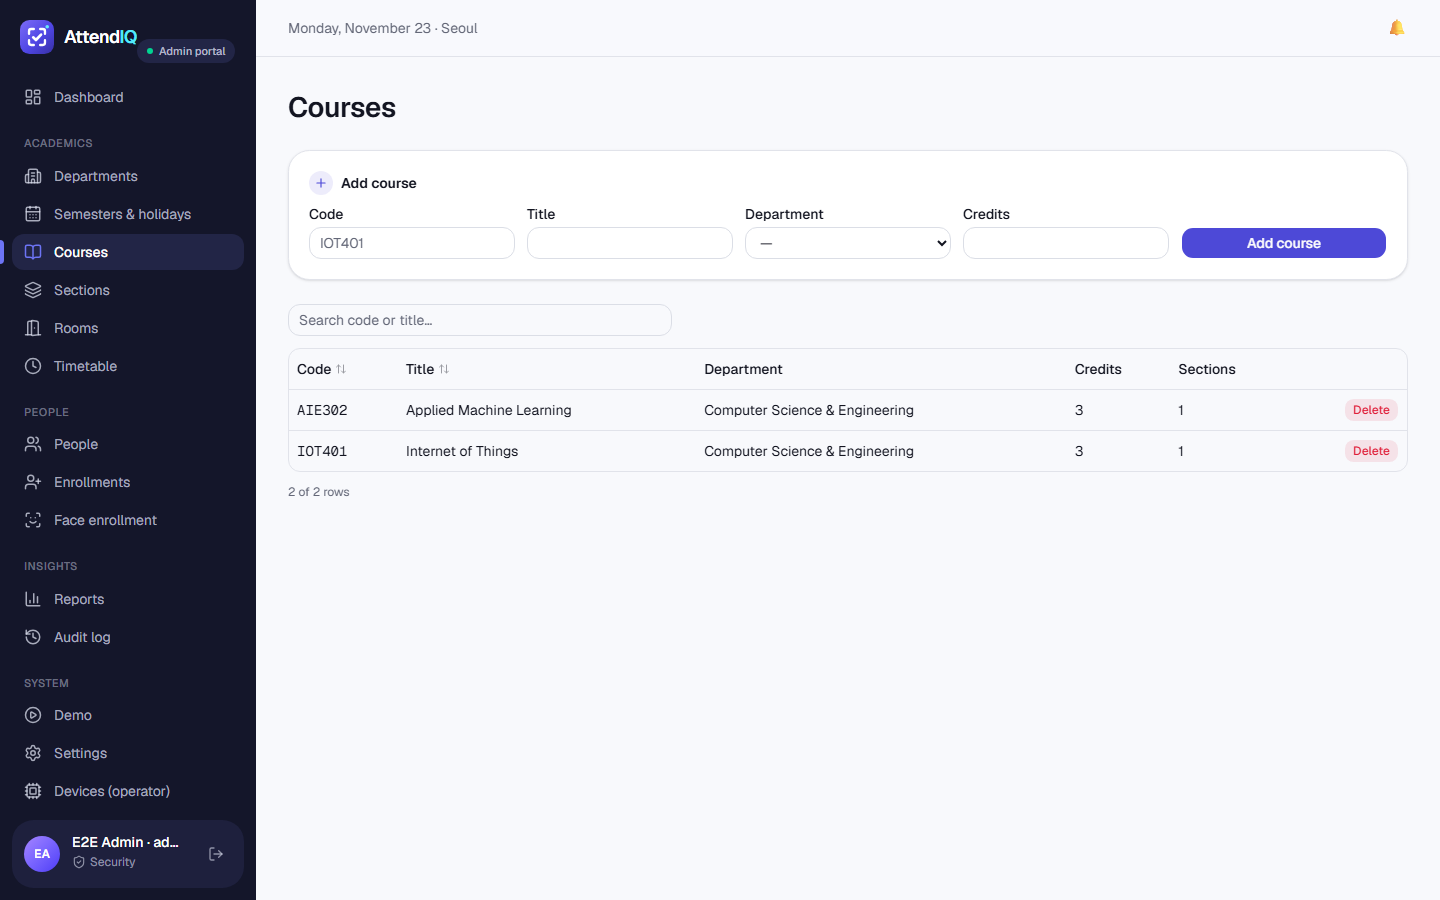 AttendIQ
Admin portal
Dashboard
ACADEMICS
Departments
Semesters & holidays
Courses
Sections
Rooms
Timetable
PEOPLE
People
Enrollments
Face enrollment
INSIGHTS
Reports
Audit log
SYSTEM
Demo
Settings
Devices (operator)
EA
E2E Admin · ad...
Security
Monday, November 23 · Seoul
Courses
+ Add course
Code Title Department Credits
IOT401 — Add course
Search code or title...
Code Title Department Credits Sections
AIE302 Applied Machine Learning Computer Science & Engineering 3 1 Delete
IOT401 Internet of Things Computer Science & Engineering 3 1 Delete
2 of 2 rows